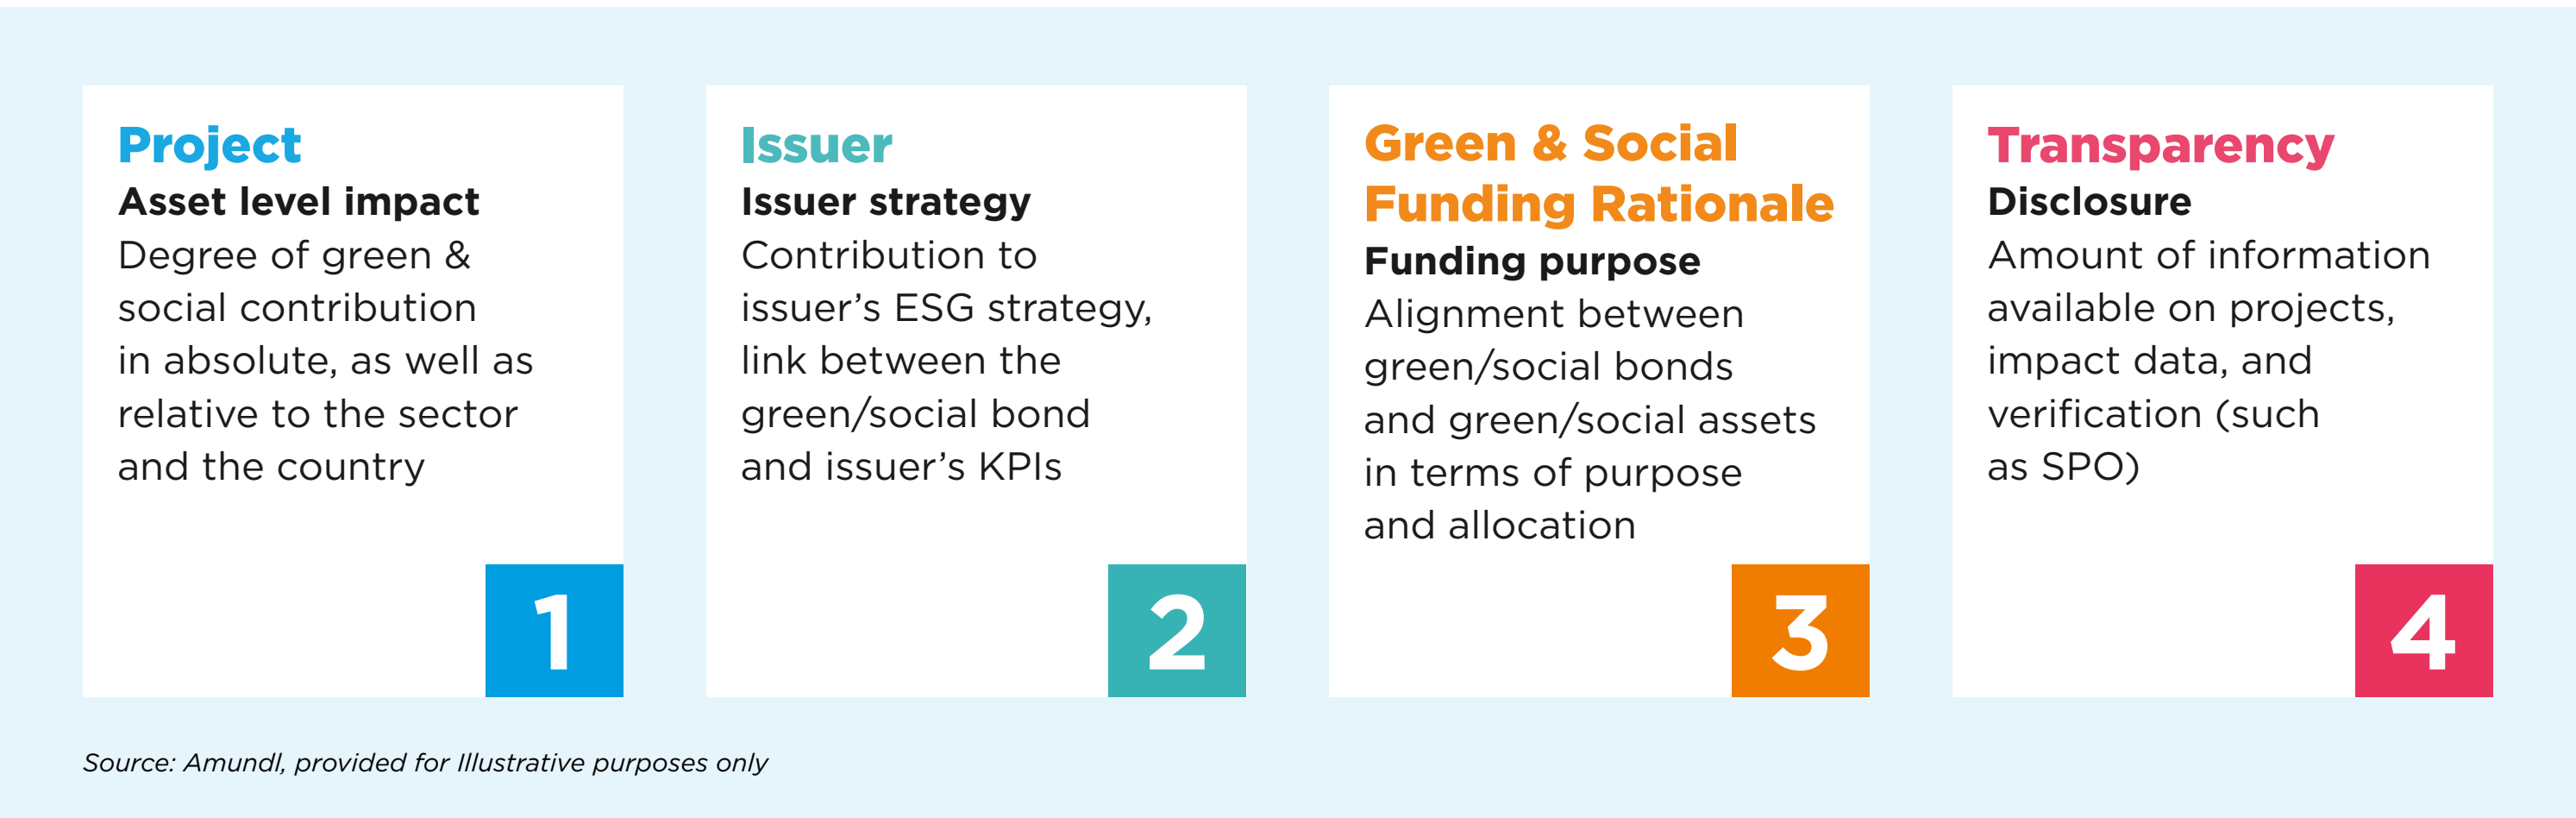 Project
Asset level impact
Degree of green &
social contribution
in absolute, as well as
relative to the sector
and the country
1
Issuer
Issuer strategy
Contribution to
issuer’s ESG strategy,
link between the
green/social bond
and issuer’s KPIs
2
Green & Social
Funding Rationale
Funding purpose
Alignment between
green/social bonds
and green/social assets
in terms of purpose
and allocation
3
Transparency
Disclosure
Amount of information
available on projects,
impact data, and
verification (such
as SPO)
4
Source: AmundI, provided for Illustrative purposes only